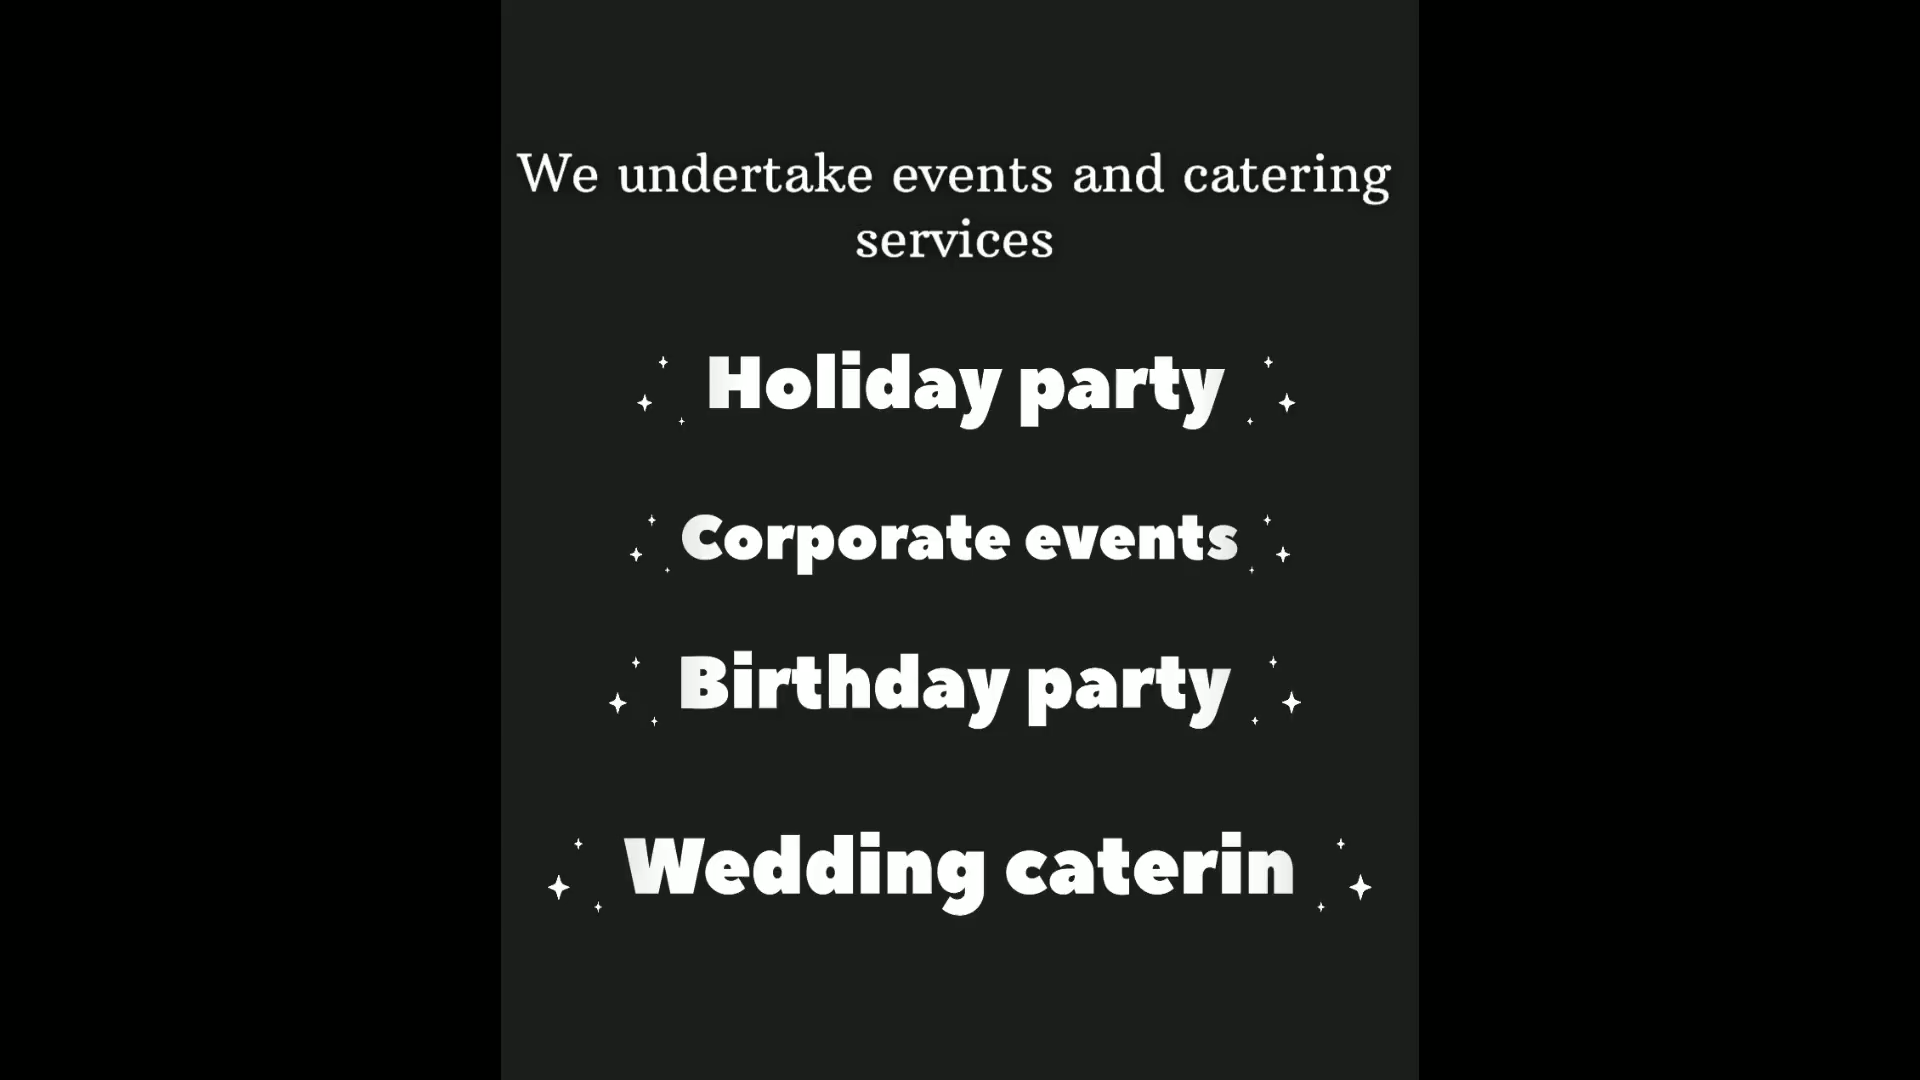 We undertake events and catering
services
Holiday party
Corporate events
Birthday party
Wedding caterin